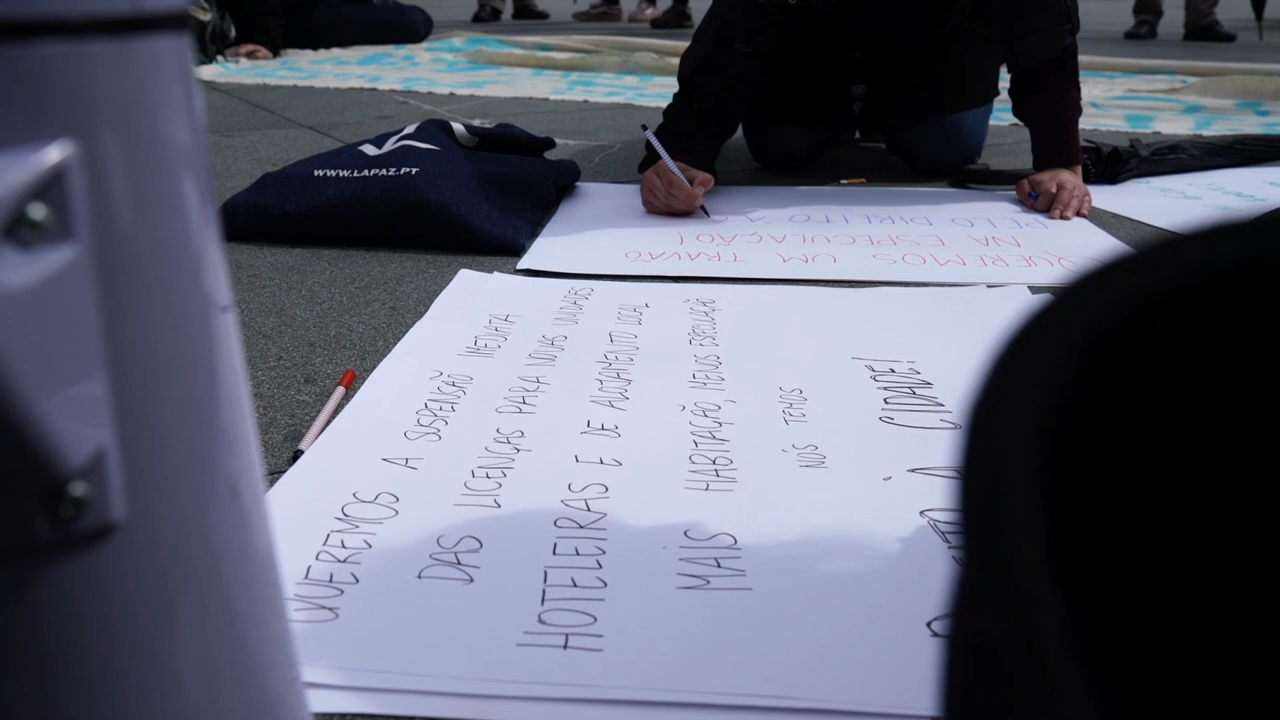 WWW.LAPAZ.PT
QUEREMOS UM TRAVÃO
NA ESPECULAÇÃO!
PELO DIREITO
QUEREMOS A SUSPENSÃO IMEDIATA
DAS LICENÇAS PARA NOVAS UNIDADES
HOTELEIRAS E DE ALOJAMENTO LOCAL
MAIS HABITAÇÃO, MENOS ESPECULAÇÃO
NÓS TEMOS
À CIDADE!